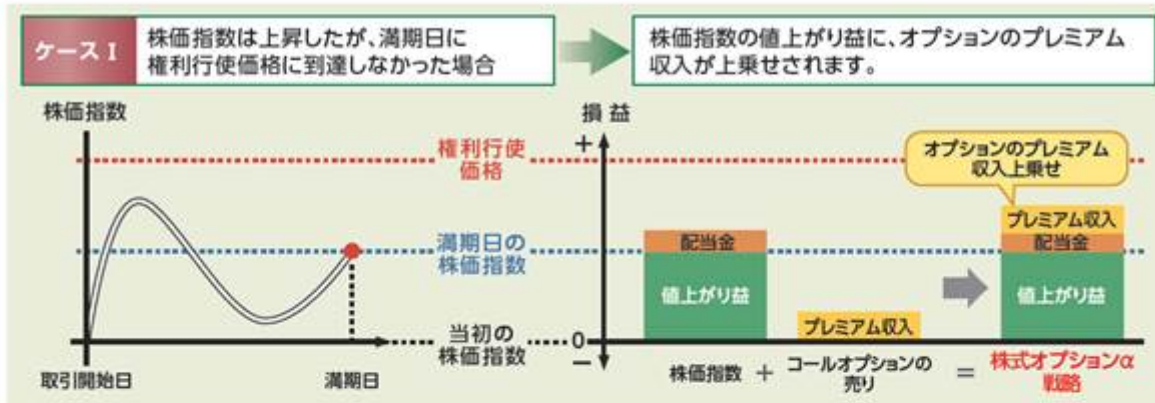 ケースⅠ
株価指数は上昇したが、満期日に
権利行使価格に到達しなかった場合
株価指数の値上がり益に、オプションのプレミアム
収入が上乗せされます。
株価指数
権利行使
価格
満期日の
株価指数
当初の
株価指数
取引開始日
満期日
損益
+
0
−
オプションのプレミアム
収入上乗せ
配当金
値上がり益
プレミアム収入
プレミアム収入
配当金
値上がり益
株価指数
+
コールオプションの
売り
=
株式オプションα
戦略